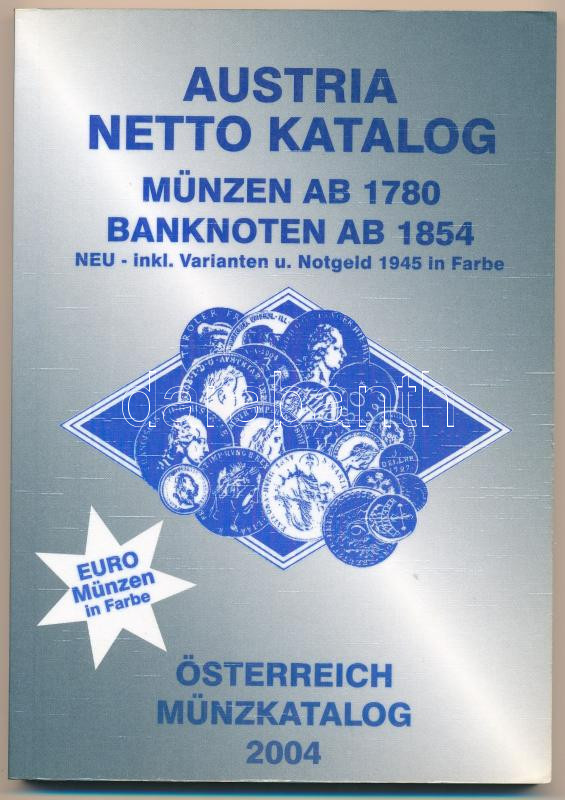 AUSTRIA
NETTO KATALOG
MÜNZEN AB 1780
BANKNOTEN AB 1854
NEU - inkl. Varianten u. Notgeld 1945 in Farbe
darabanth
EURO
Münzen
in Farbe
ÖSTERREICH
MÜNZKATALOG
2004